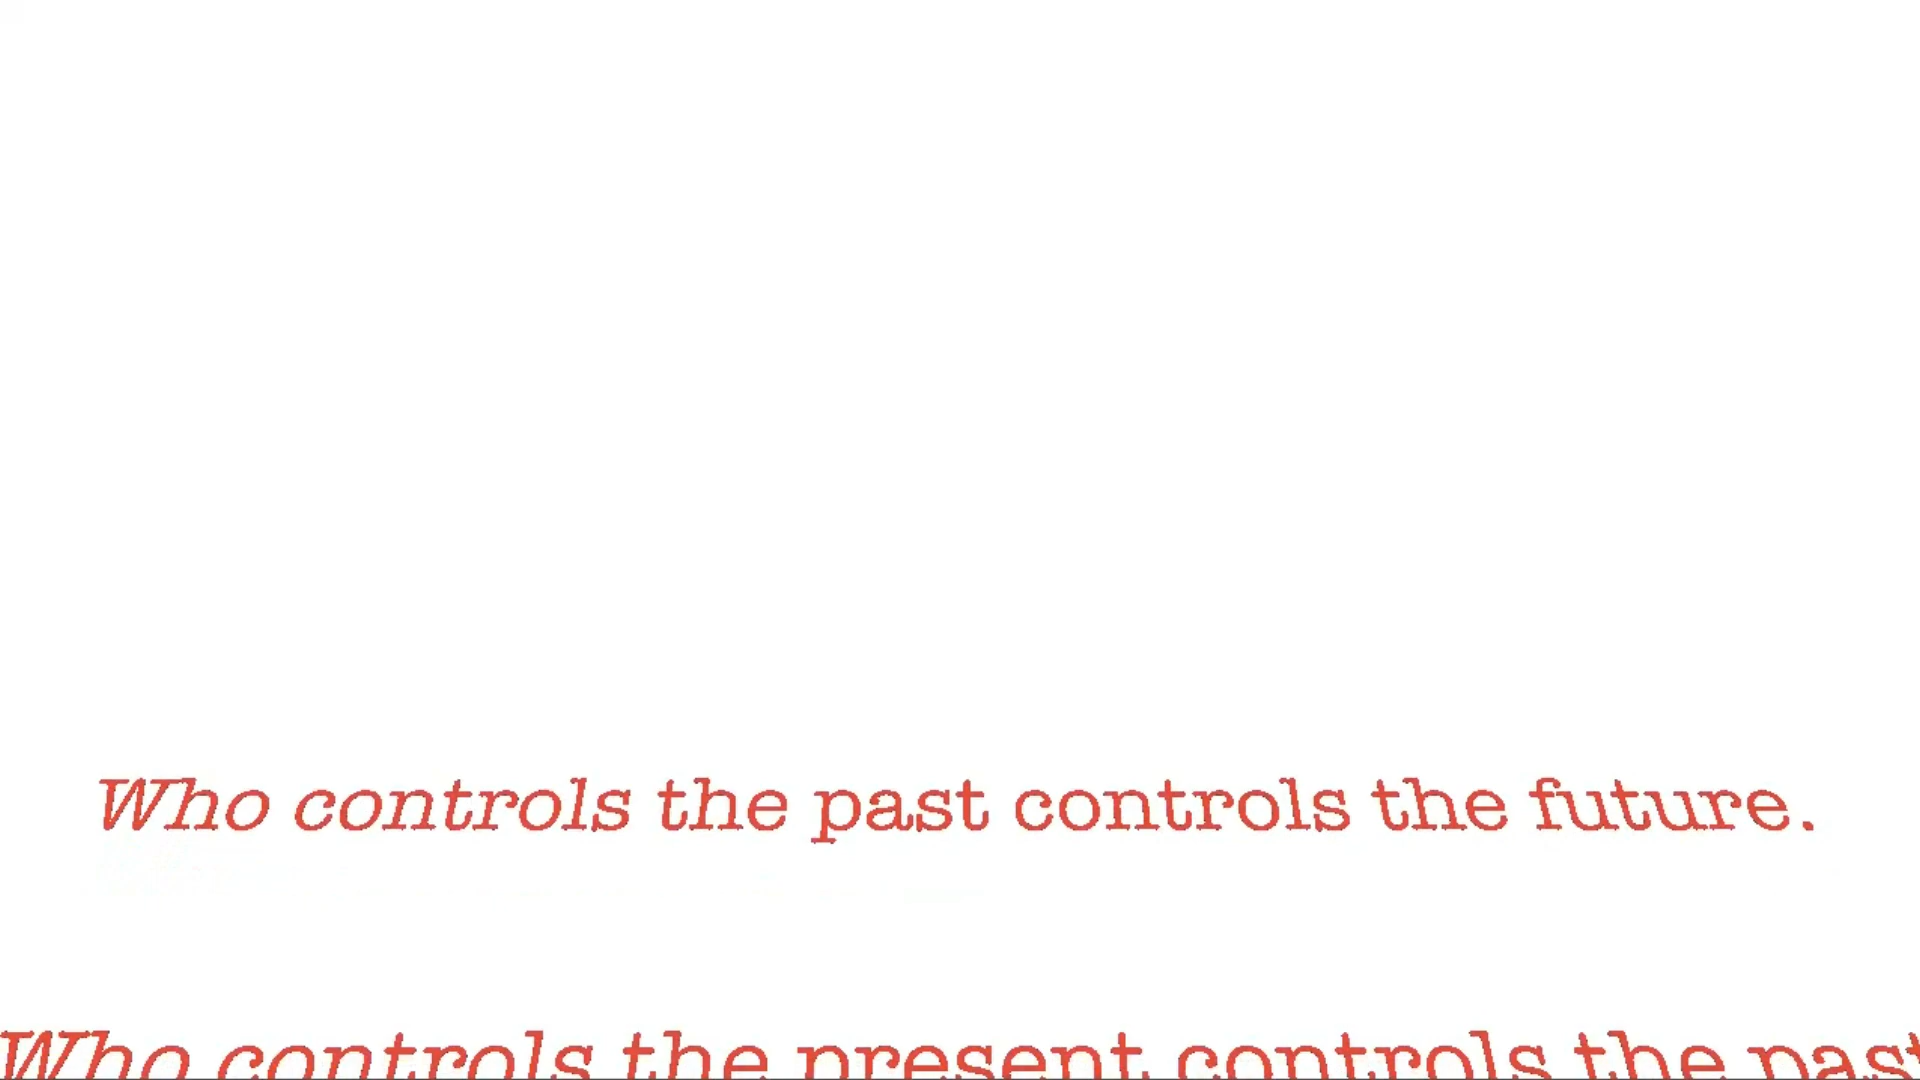 Who controls the past controls the future.
Who controls the present controls the past